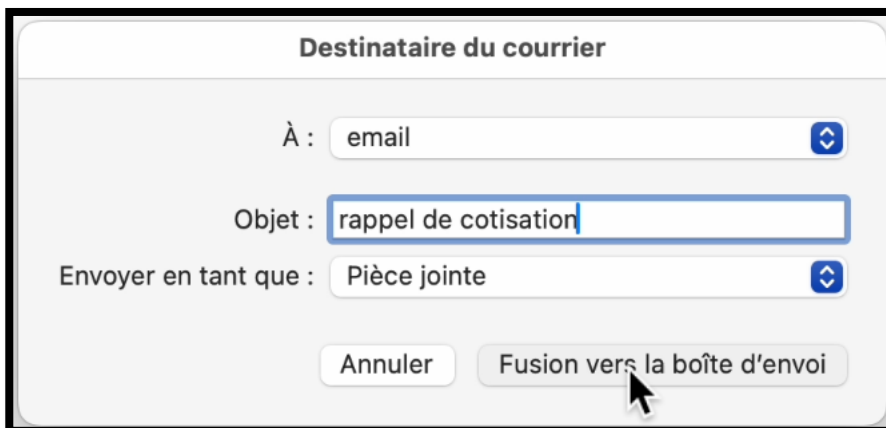 Destinataire du courrier
À : email
Objet : rappel de cotisation
Envoyer en tant que : Pièce jointe
Annuler Fusion vers la boîte d’envoi